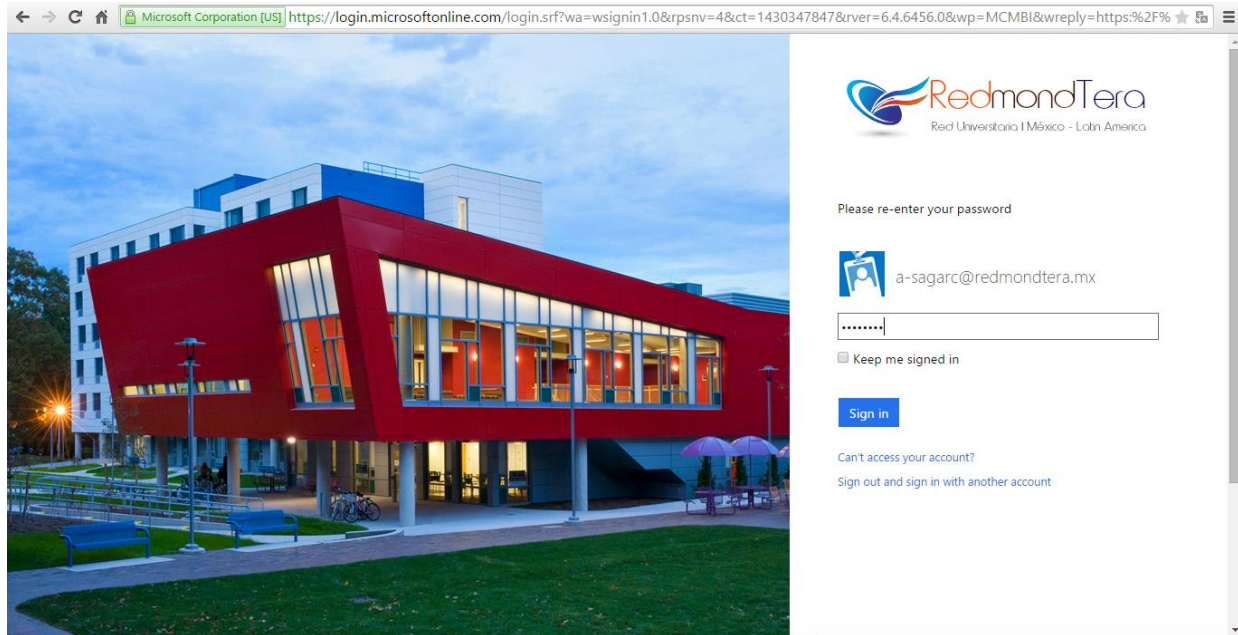 Microsoft Corporation [US] https://login.microsoftonline.com/login.srf?wa=wsignin1.0&rpsnv=4&ct=1430347847&rver=6.4.6456.0&wp=MCMBI&wreply=https:%2F%
RedmondTera
Red Universitaria | México - Latin America
Please re-enter your password
a-sagarc@redmondtera.mx
Keep me signed in
Sign in
Can't access your account?
Sign out and sign in with another account